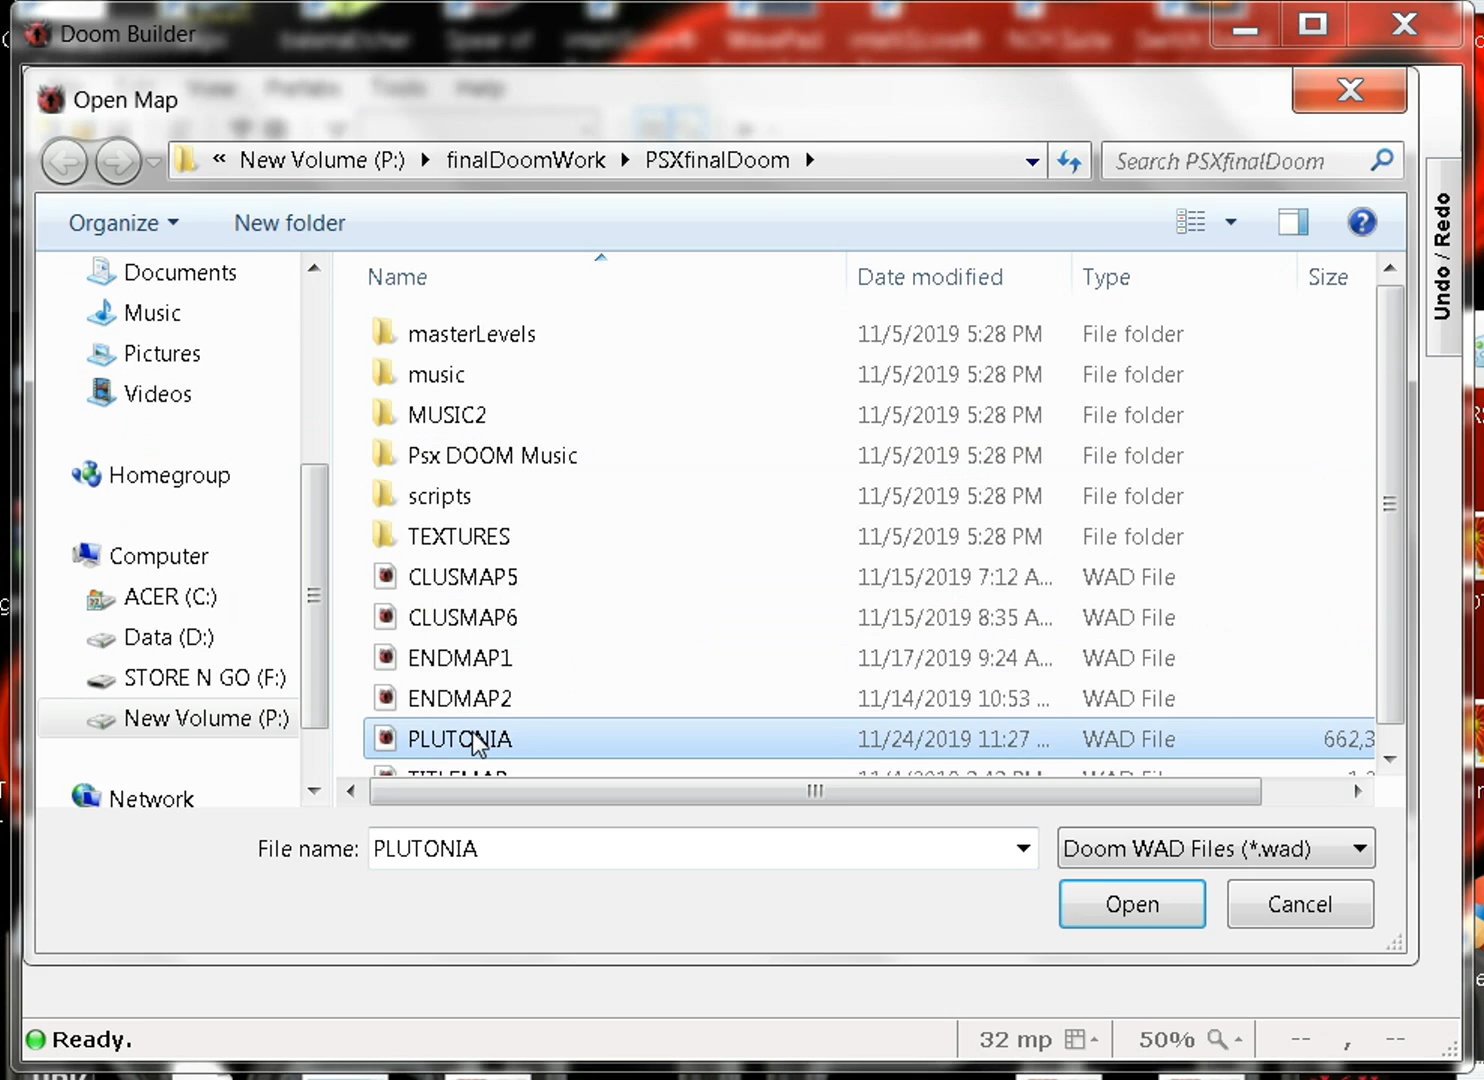 Doom Builder
View Prefabs Tools Help
Open Map
« New Volume (P:) finalDoomWork PSXfinalDoom
Search PSXfinalDoom
Organize New folder
Undo / Redo
Name Date modified Type Size
Documents
Music
Pictures
Videos
Homegroup
Computer
ACER (C:)
Data (D:)
STORE N GO (F:)
New Volume (P:)
Network
masterLevels 11/5/2019 5:28 PM File folder
music 11/5/2019 5:28 PM File folder
MUSIC2 11/5/2019 5:28 PM File folder
Psx DOOM Music 11/5/2019 5:28 PM File folder
scripts 11/5/2019 5:28 PM File folder
TEXTURES 11/5/2019 5:28 PM File folder
CLUSMAP5 11/15/2019 7:12 A... WAD File
CLUSMAP6 11/15/2019 8:35 A... WAD File
ENDMAP1 11/17/2019 9:24 A... WAD File
ENDMAP2 11/14/2019 10:53 ... WAD File
PLUTONIA 11/24/2019 11:27 ... WAD File 662,3
File name: PLUTONIA
Doom WAD Files (*.wad)
Open Cancel
Ready.
32 mp 50% -- , --